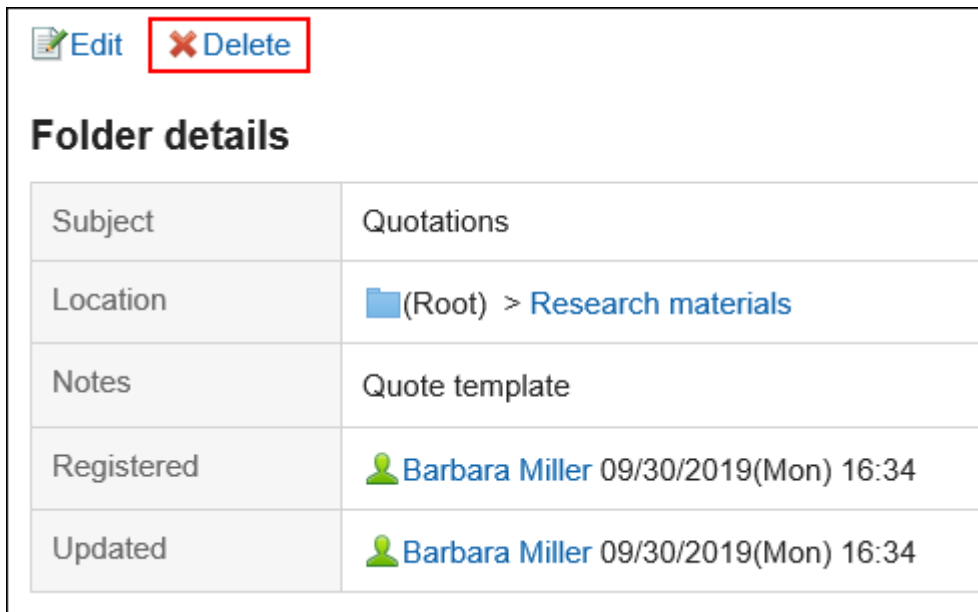 Edit Delete
Folder details
Subject Quotations
Location (Root) > Research materials
Notes Quote template
Registered Barbara Miller 09/30/2019(Mon) 16:34
Updated Barbara Miller 09/30/2019(Mon) 16:34